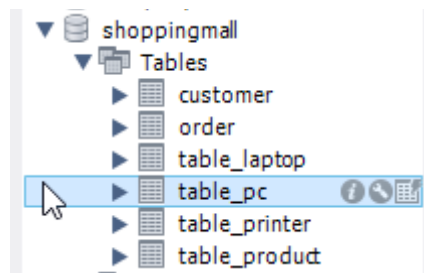 shoppingmall
Tables
customer
order
table_laptop
table_pc
table_printer
table_product